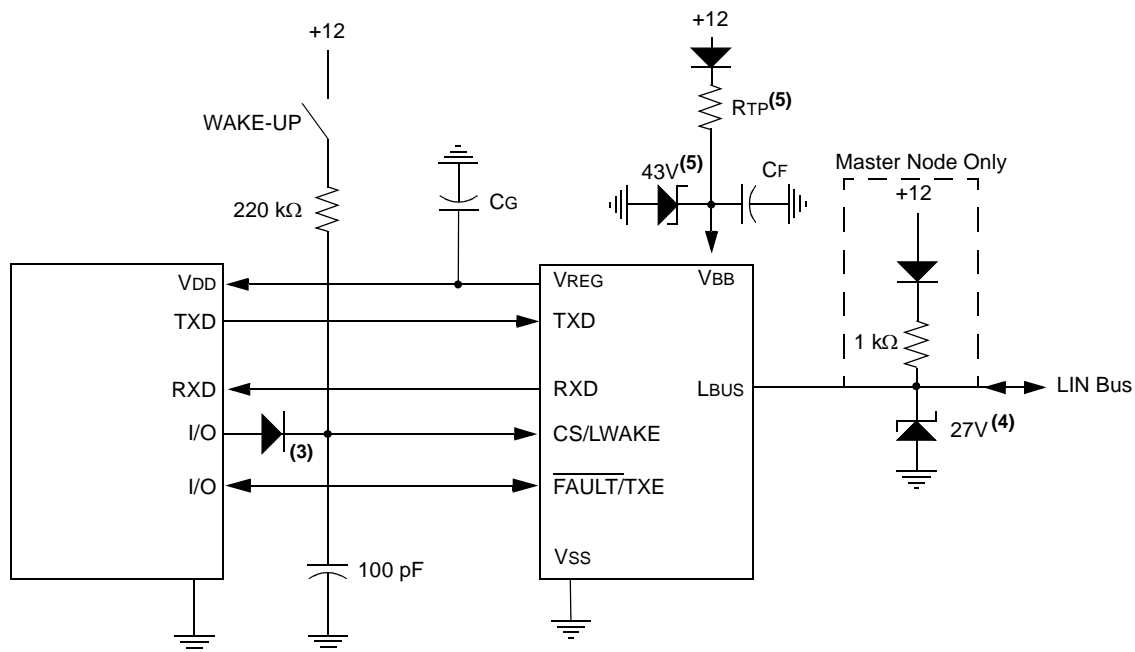 +12
+12
WAKE-UP
RTP(5)
43V(5)
CF
Master Node Only
+12
CG
220 kΩ
VDD
VREG
VBB
TXD
TXD
1 kΩ
RXD
RXD
LBUS
LIN Bus
I/O
(3)
CS/LWAKE
27V(4)
I/O
FAULT/TXE
VSS
100 pF